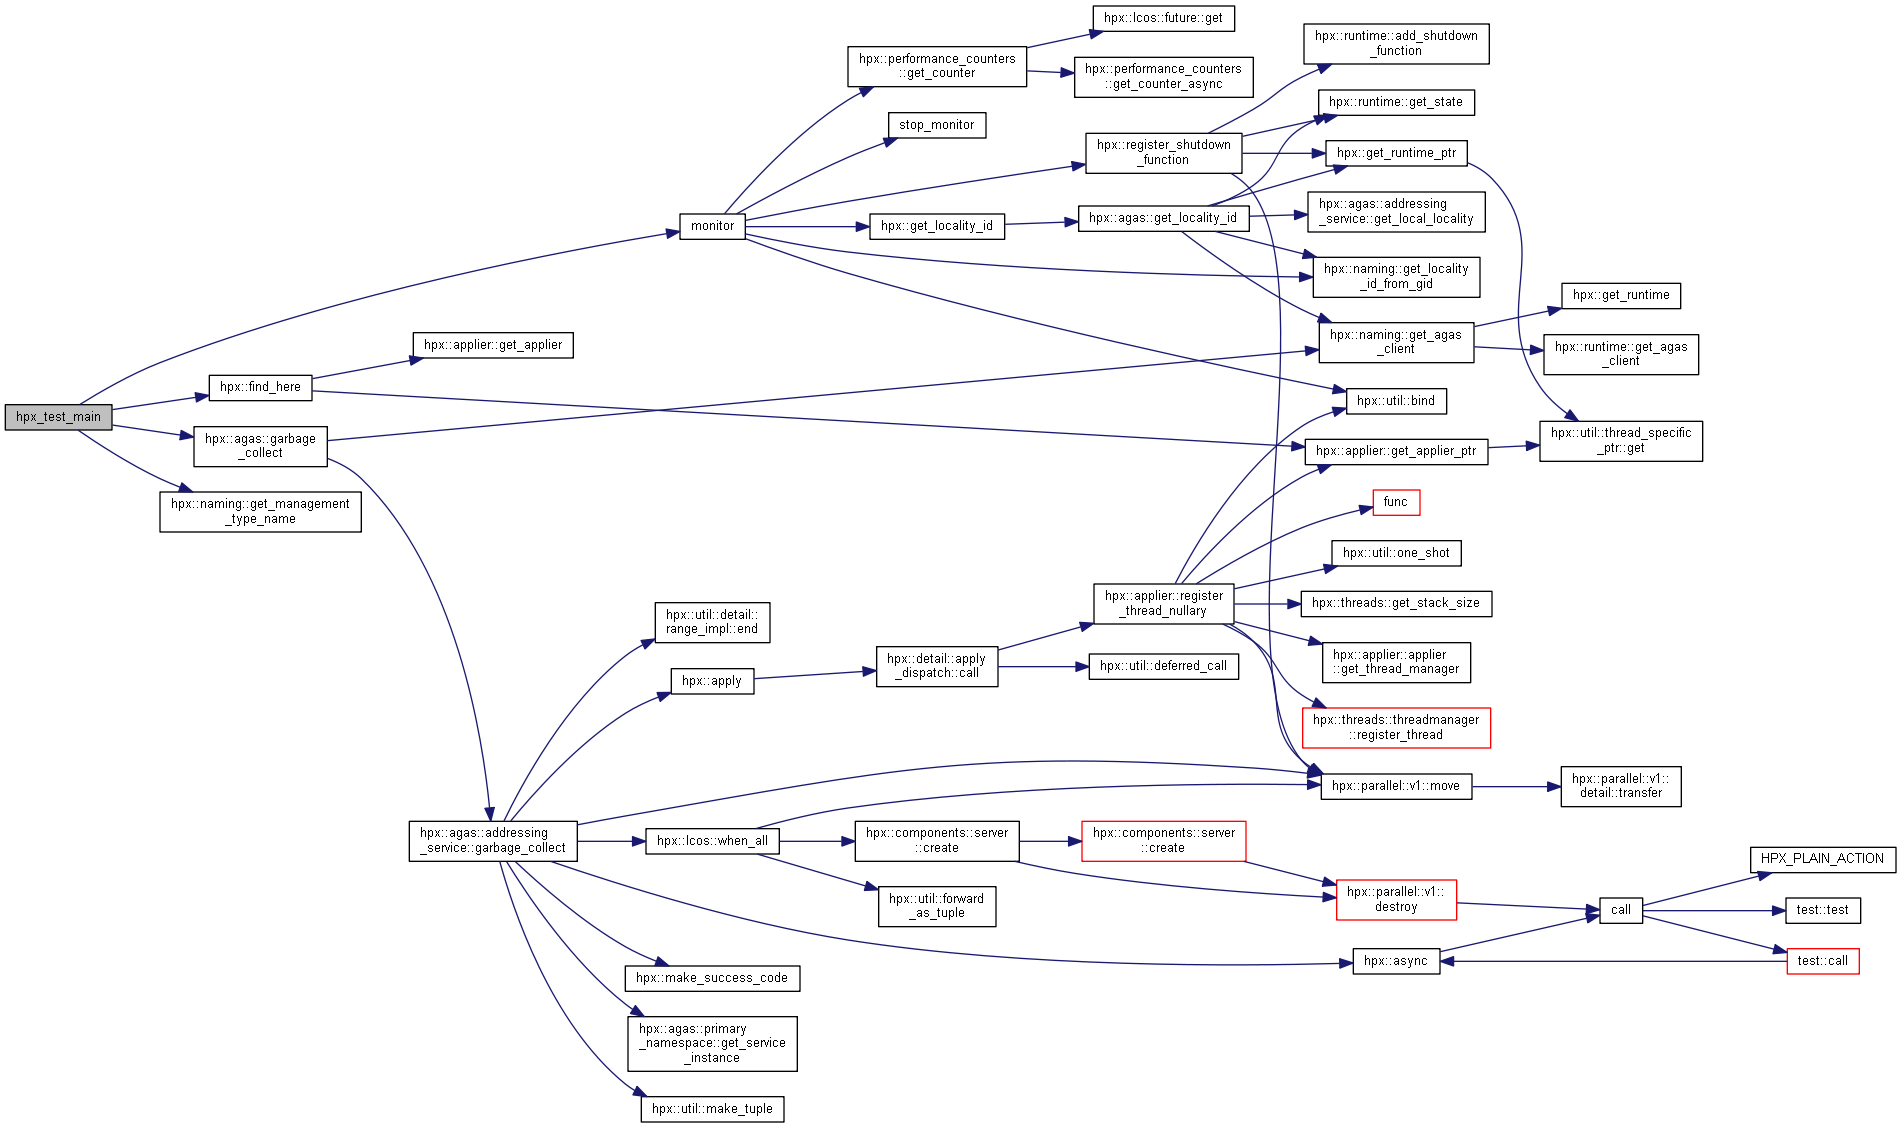 hpx_test_main
monitor
hpx::find_here
hpx::agas::garbage
_collect
hpx::naming::get_management
_type_name
hpx::applier::get_applier
hpx::performance_counters
::get_counter
stop_monitor
hpx::get_locality_id
hpx::lcos::future::get
hpx::performance_counters
::get_counter_async
hpx::register_shutdown
_function
hpx::agas::get_locality_id
hpx::runtime::add_shutdown
_function
hpx::runtime::get_state
hpx::get_runtime_ptr
hpx::agas::addressing
_service::get_local_locality
hpx::naming::get_locality
_id_from_gid
hpx::naming::get_agas
_client
hpx::get_runtime
hpx::runtime::get_agas
_client
hpx::util::bind
hpx::applier::get_applier_ptr
hpx::util::thread_specific
_ptr::get
func
hpx::util::one_shot
hpx::threads::get_stack_size
hpx::applier::applier
::get_thread_manager
hpx::threads::threadmanager
::register_thread
hpx::applier::register
_thread_nullary
hpx::util::deferred_call
hpx::detail::apply
_dispatch::call
hpx::util::detail::
range_impl::end
hpx::apply
hpx::parallel::v1::move
hpx::parallel::v1::
detail::transfer
hpx::agas::addressing
_service::garbage_collect
hpx::lcos::when_all
hpx::components::server
::create
hpx::components::server
::create
hpx::util::forward
_as_tuple
hpx::parallel::v1::
destroy
hpx::async
call
HPX_PLAIN_ACTION
test::test
test::call
hpx::make_success_code
hpx::agas::primary
_namespace::get_service
_instance
hpx::util::make_tuple